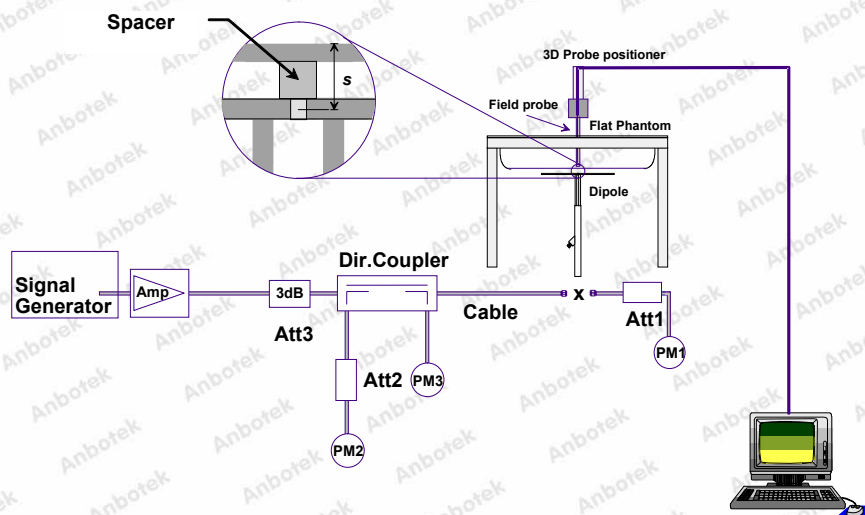 Spacer
s
3D Probe positioner
Field probe
Flat Phantom
Dipole
Dir.Coupler
Signal
Generator
Amp
3dB
Att3
Cable
x
Att1
PM1
Att2
PM3
PM2
Anbotek